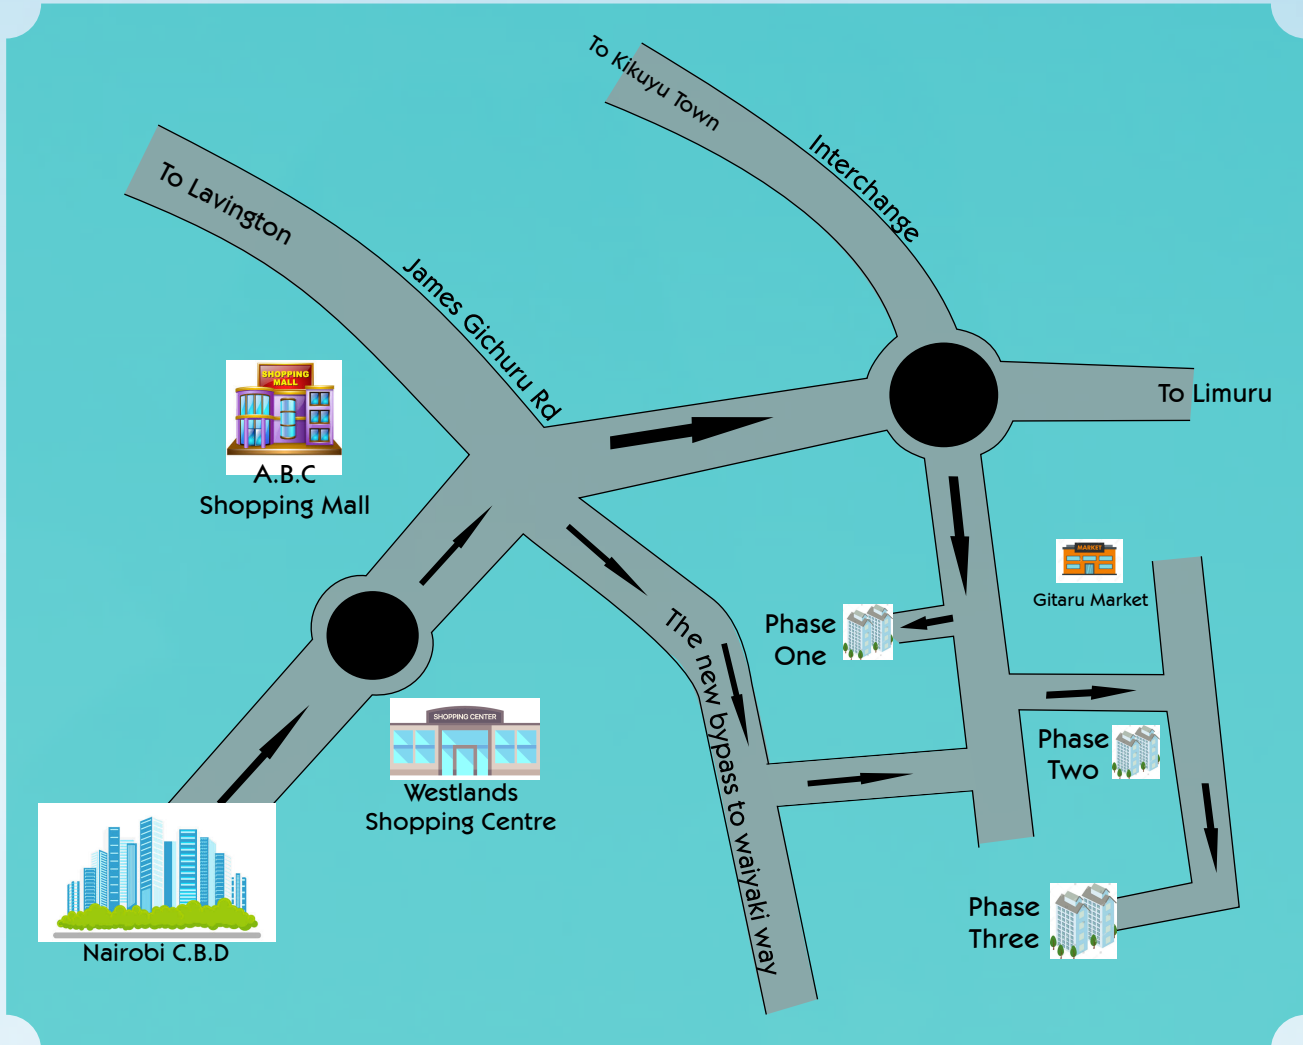 To Kikuyu Town
Interchange
To Lavington
James Gichuru Rd
SHOPPING
MALL
A.B.C
Shopping Mall
To Limuru
MARKET
Gitaru Market
Phase
One
The new bypass to waiyaki way
SHOPPING CENTER
Westlands
Shopping Centre
Phase
Two
Nairobi C.B.D
Phase
Three